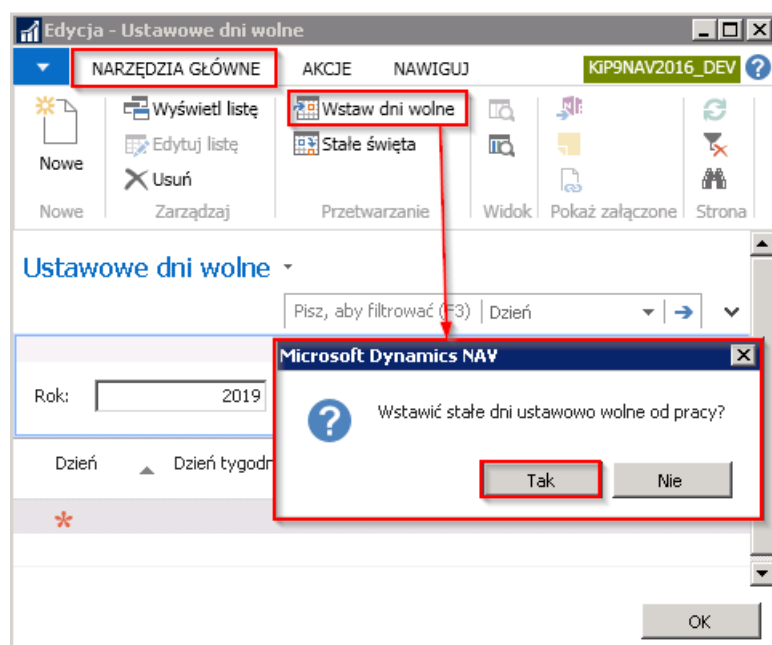 Edycja - Ustawowe dni wolne
NARZĘDZIA GŁÓWNE AKCJE NAWIGUJ KiP9NAV2016_DEV ?
Nowe
Wyświetl listę
Edytuj listę
Usuń
Wstaw dni wolne
Stałe święta
Nowe Zarządzaj Przetwarzanie Widok Pokaż załączone Strona
Ustawowe dni wolne
Pisz, aby filtrować (F3) Dzień
Microsoft Dynamics NAV
Rok: 2019
Wstawić stałe dni ustawowo wolne od pracy?
Tak Nie
Dzień Dzień tygodn
OK